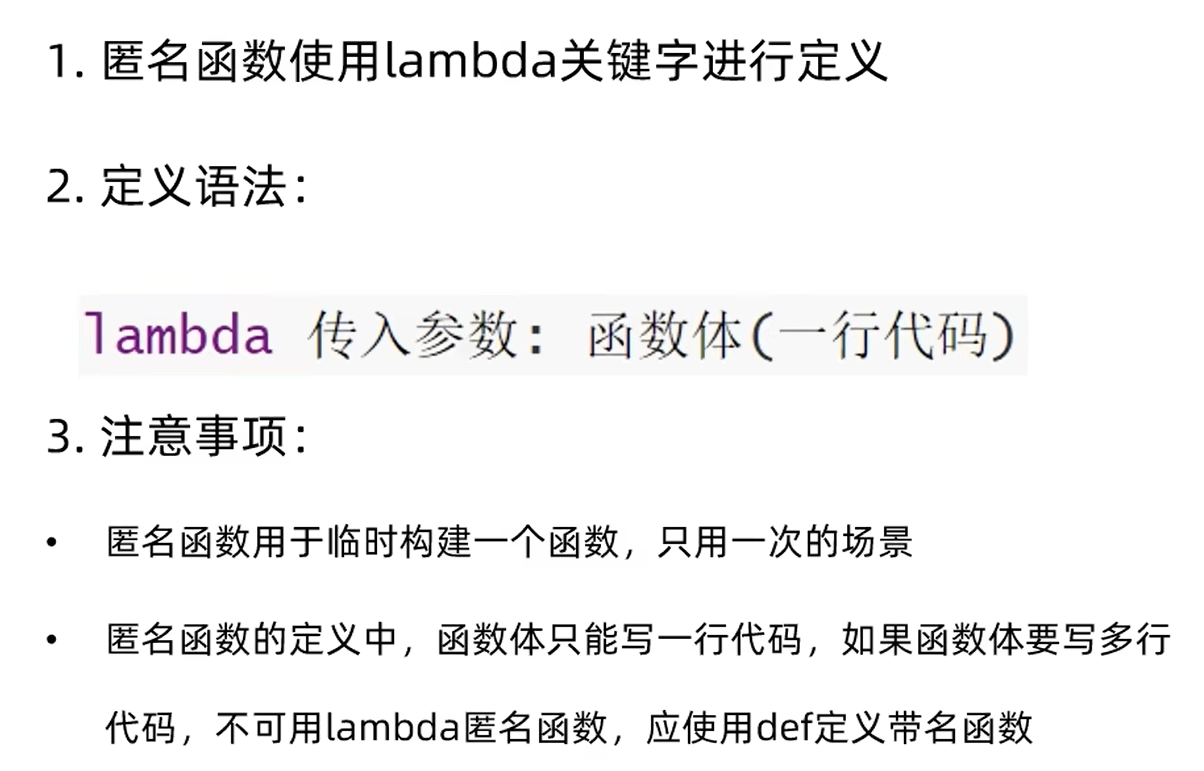 1. 匿名函数使用lambda关键字进行定义
2. 定义语法：
lambda 传入参数: 函数体(一行代码)
3. 注意事项：
• 匿名函数用于临时构建一个函数，只用一次的场景
• 匿名函数的定义中，函数体只能写一行代码，如果函数体要写多行
代码，不可用lambda匿名函数，应使用def定义带名函数